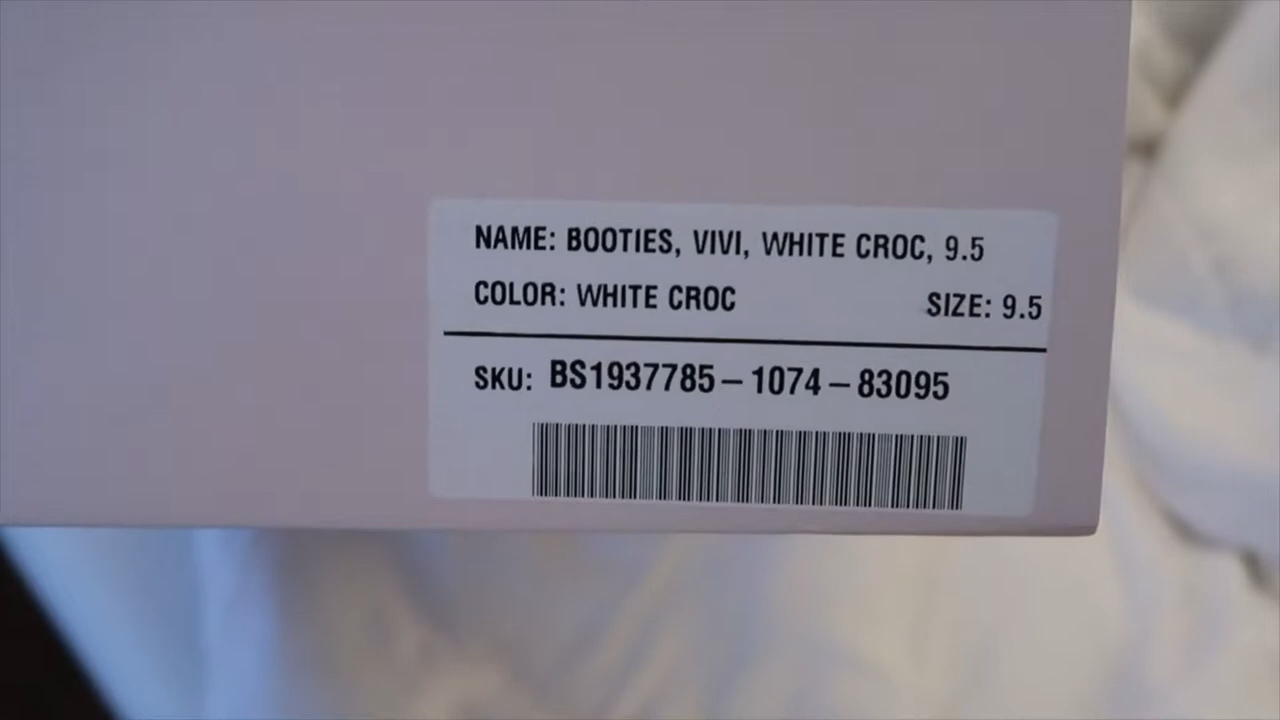 NAME: BOOTIES, VIVI, WHITE CROC, 9.5
COLOR: WHITE CROC SIZE: 9.5
SKU: BS1937785-1074-83095